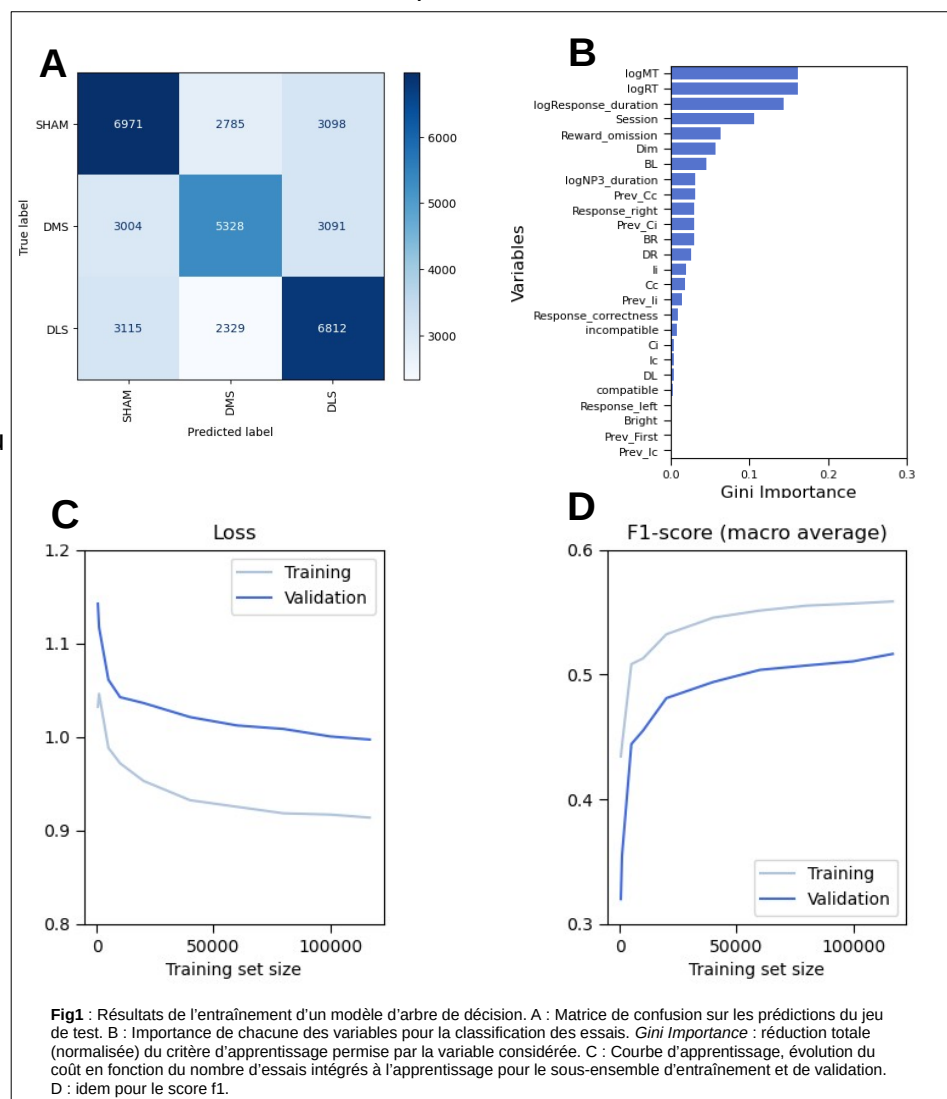 A
SHAM
DMS
DLS
True label
6971 2785 3098
3004 5328 3091
3115 2329 6812
SHAM
DMS
DLS
Predicted label
6000
5000
4000
3000
B
Variables
logMT
logRT
logResponse_duration
Session
Reward_omission
Dim
BL
logNP3_duration
Prev_Cc
Response_right
Prev_Ci
BR
DR
Ii
Cc
Prev_Ii
Response_correctness
incompatible
Ci
Ic
DL
compatible
Response_left
Bright
Prev_First
Prev_Ic
0.0 0.1 0.2 0.3
Gini Importance
C
Loss
Training
Validation
1.2
1.1
1.0
0.9
0.8
0 50000 100000
Training set size
D
F1-score (macro average)
0.6
0.5
0.4
0.3
Training
Validation
0 50000 100000
Training set size
Fig1 : Résultats de l’entraînement d’un modèle d’arbre de décision. A : Matrice de confusion sur les prédictions du jeu
de test. B : Importance de chacune des variables pour la classification des essais. Gini Importance : réduction totale
(normalisée) du critère d’apprentissage permise par la variable considérée. C : Courbe d’apprentissage, évolution du
coût en fonction du nombre d’essais intégrés à l’apprentissage pour le sous-ensemble d’entraînement et de validation.
D : idem pour le score f1.